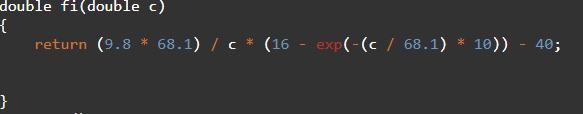 double fi(double c)
{
return (9.8 * 68.1) / c * (16 - exp(-(c / 68.1) * 10)) - 40;
}